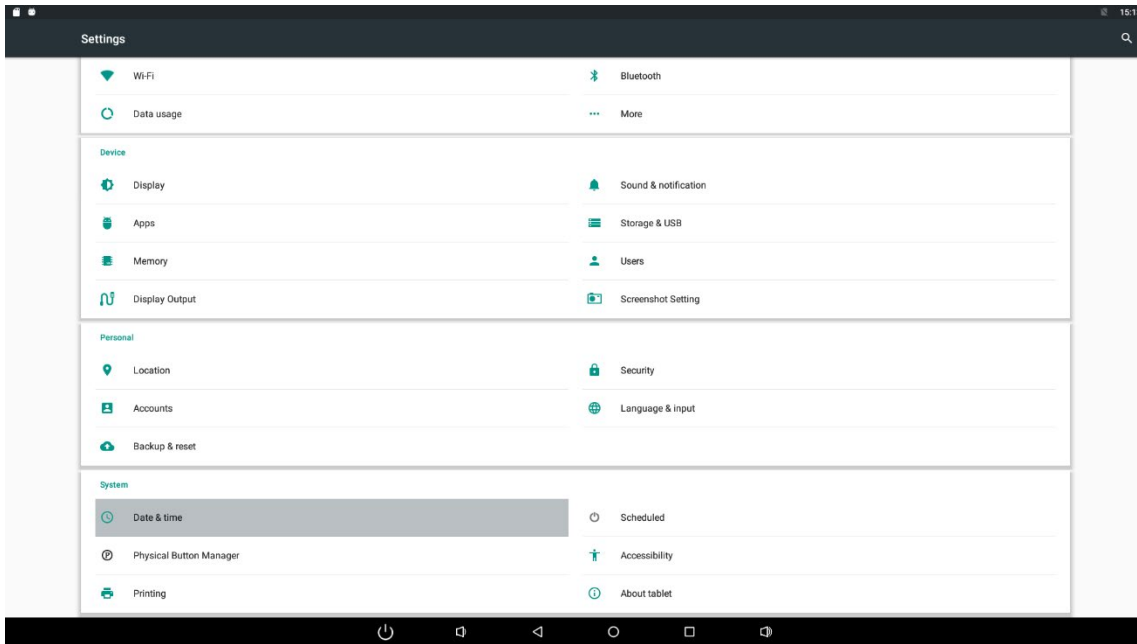 15:1
Settings
Wi-Fi
Bluetooth
Data usage
More
Device
Display
Sound & notification
Apps
Storage & USB
Memory
Users
Display Output
Screenshot Setting
Personal
Location
Security
Accounts
Language & input
Backup & reset
System
Date & time
Scheduled
Physical Button Manager
Accessibility
Printing
About tablet